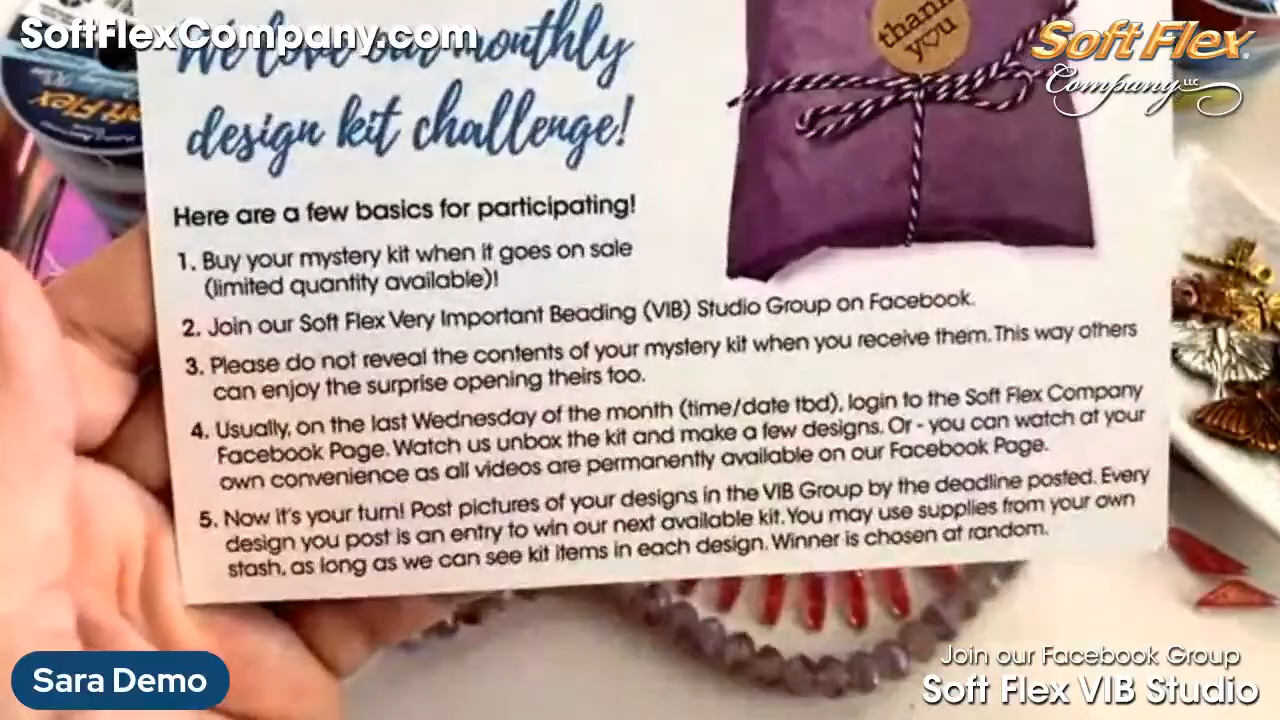 SoftFlexCompany.com
Soft Flex
Company LLC
thank
you
We love our monthly
design kit challenge!
Here are a few basics for participating!
1. Buy your mystery kit when it goes on sale
(limited quantity available)!
2. Join our Soft Flex Very Important Beading (VIB) Studio Group on Facebook.
3. Please do not reveal the contents of your mystery kit when you receive them. This way others
can enjoy the surprise opening theirs too.
4. Usually, on the last Wednesday of the month (time/date tbd), login to the Soft Flex Company
Facebook Page. Watch us unbox the kit and make a few designs. Or - you can watch at your
own convenience as all videos are permanently available on our Facebook Page.
5. Now it's your turn! Post pictures of your designs in the VIB Group by the deadline posted. Every
design you post is an entry to win our next available kit. You may use supplies from your own
stash, as long as we can see kit items in each design. Winner is chosen at random.
Sara Demo
Join our Facebook Group
Soft Flex VIB Studio